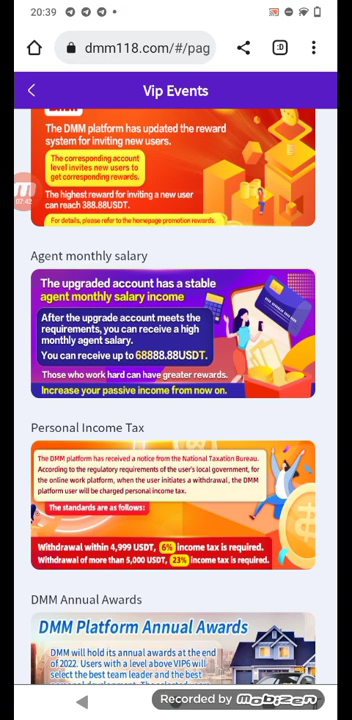 20:39
dmm118.com/#/pag
:D
Vip Events
The DMM platform has updated the reward
system for inviting new users.
The corresponding account
level invites new users to
get corresponding rewards.
The highest reward for inviting a new user
can reach 388.88USDT.
For details, please refer to the homepage promotion rewards.
07:42
Agent monthly salary
The upgraded account has a stable
agent monthly salary income
After the upgrade account meets the
requirements, you can receive a high
monthly agent salary.
You can receive up to 68888.88USDT.
Those who work hard can have greater rewards.
Increase your passive income from now on.
Personal Income Tax
The DMM platform has received a notice from the National Taxation Bureau.
According to the regulatory requirements of the user's local government, for
the online work platform, when the user initiates a withdrawal, the DMM
platform user will be charged personal income tax.
The standards are as follows:
Withdrawal within 4,999 USDT, 6% income tax is required.
Withdrawal of more than 5,000 USDT, 23% income tax is required.
DMM Annual Awards
DMM Platform Annual Awards
DMM will hold its annual awards at the end
of 2022. Users with a level above VIP6 will
select the best team leader and the best
Recorded by MOBIZEN